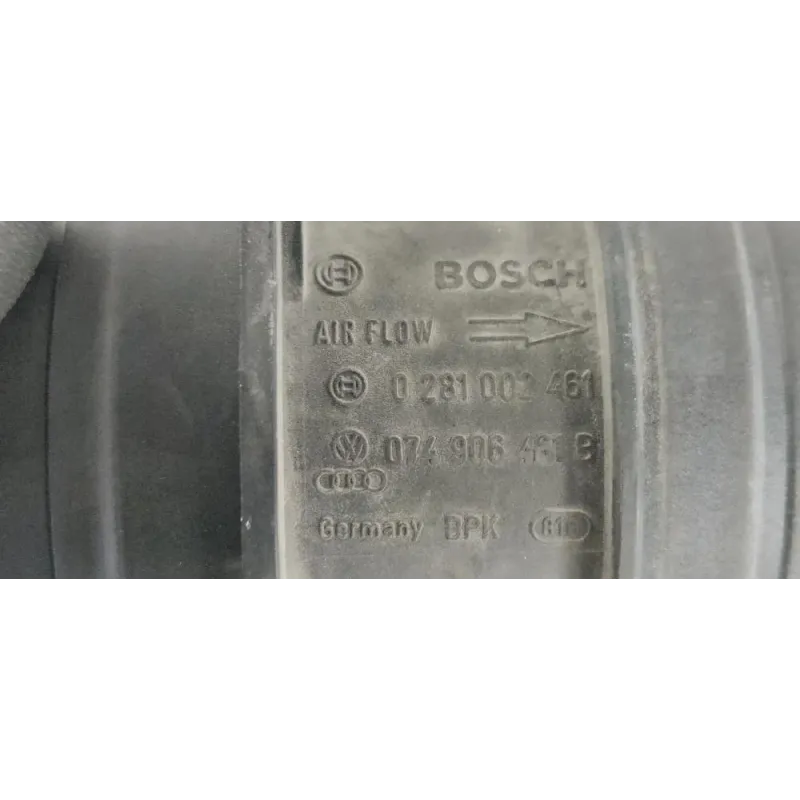 BOSCH
AIR FLOW
0 281 002 461
074 906 461 B
Germany BPK